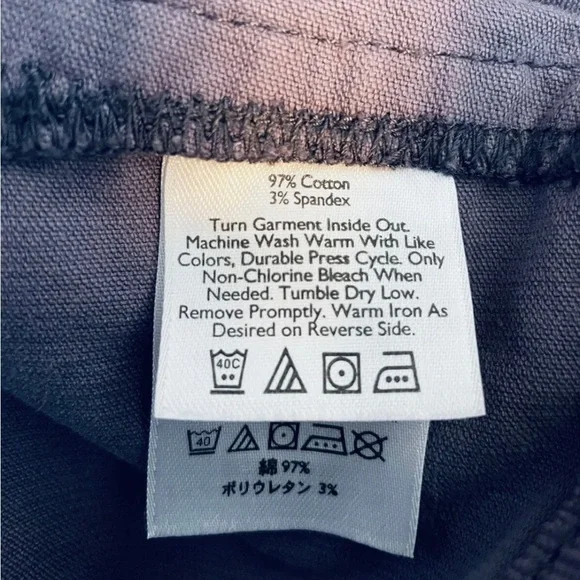 97% Cotton
3% Spandex
Turn Garment Inside Out.
Machine Wash Warm With Like
Colors, Durable Press Cycle. Only
Non-Chlorine Bleach When
Needed. Tumble Dry Low.
Remove Promptly. Warm Iron As
Desired on Reverse Side.
40C
40
綿 97%
ポリウレタン 3%